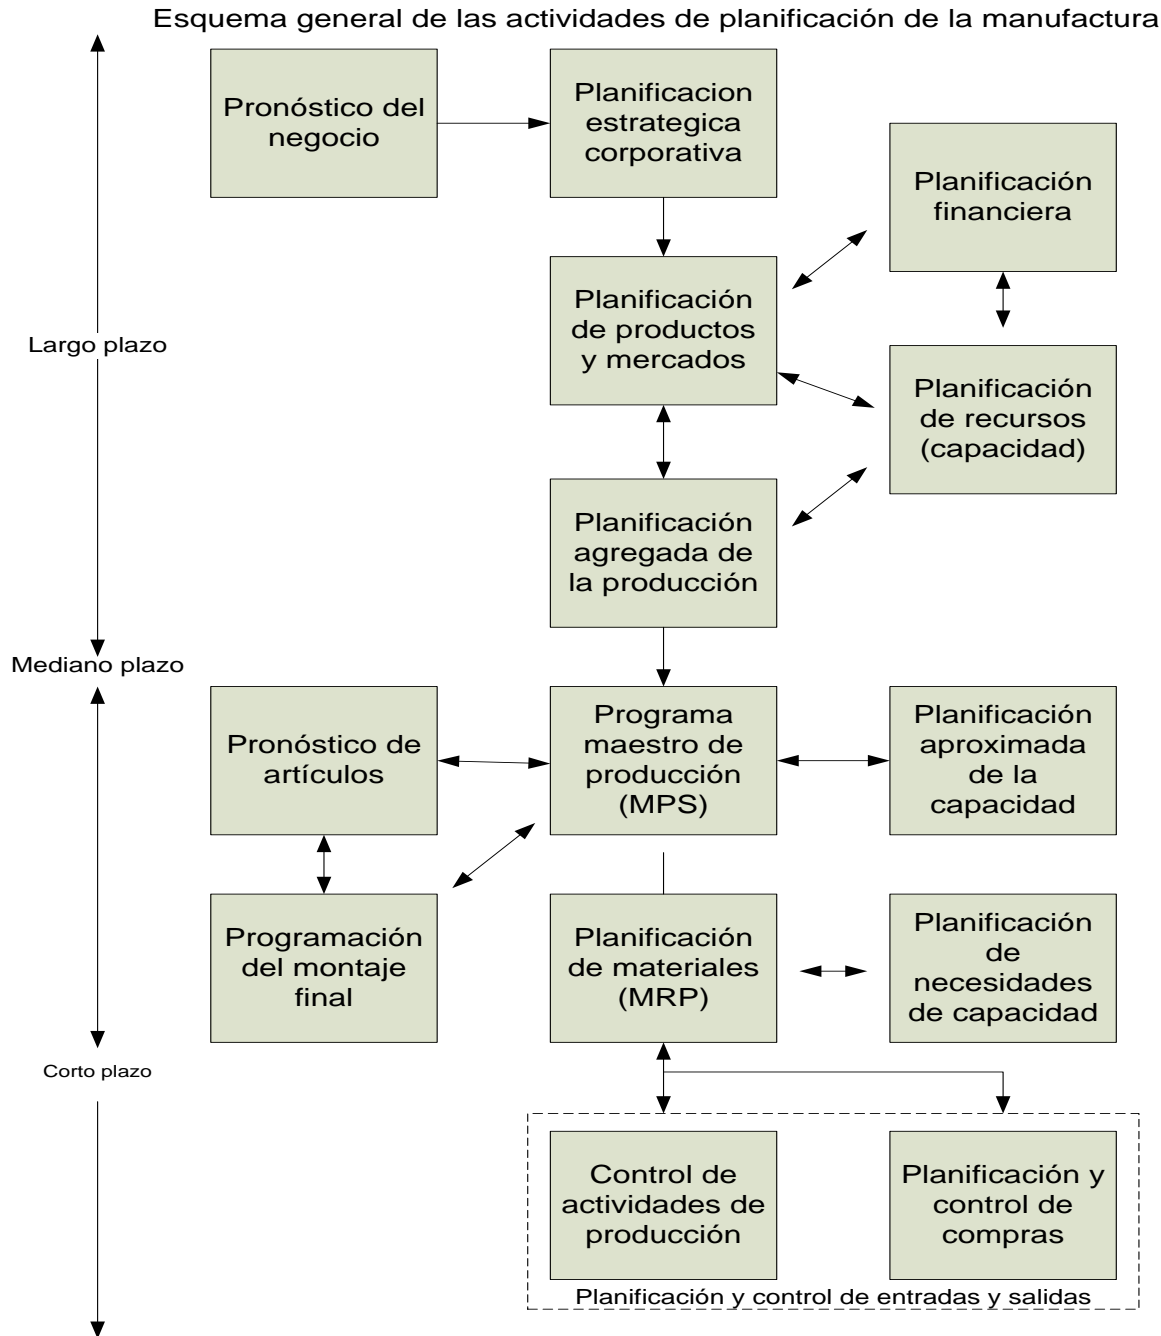 Esquema general de las actividades de planificación de la manufactura
Pronóstico del
negocio
Planificacion
estrategica
corporativa
Planificación
financiera
Planificación
de productos
y mercados
Largo plazo
Planificación
de recursos
(capacidad)
Planificación
agregada de
la producción
Mediano plazo
Pronóstico de
artículos
Programa
maestro de
producción
(MPS)
Planificación
aproximada
de la
capacidad
Programación
del montaje
final
Planificación
de materiales
(MRP)
Planificación
de
necesidades
de capacidad
Corto plazo
Control de
actividades de
producción
Planificación y
control de
compras
Planificación y control de entradas y salidas